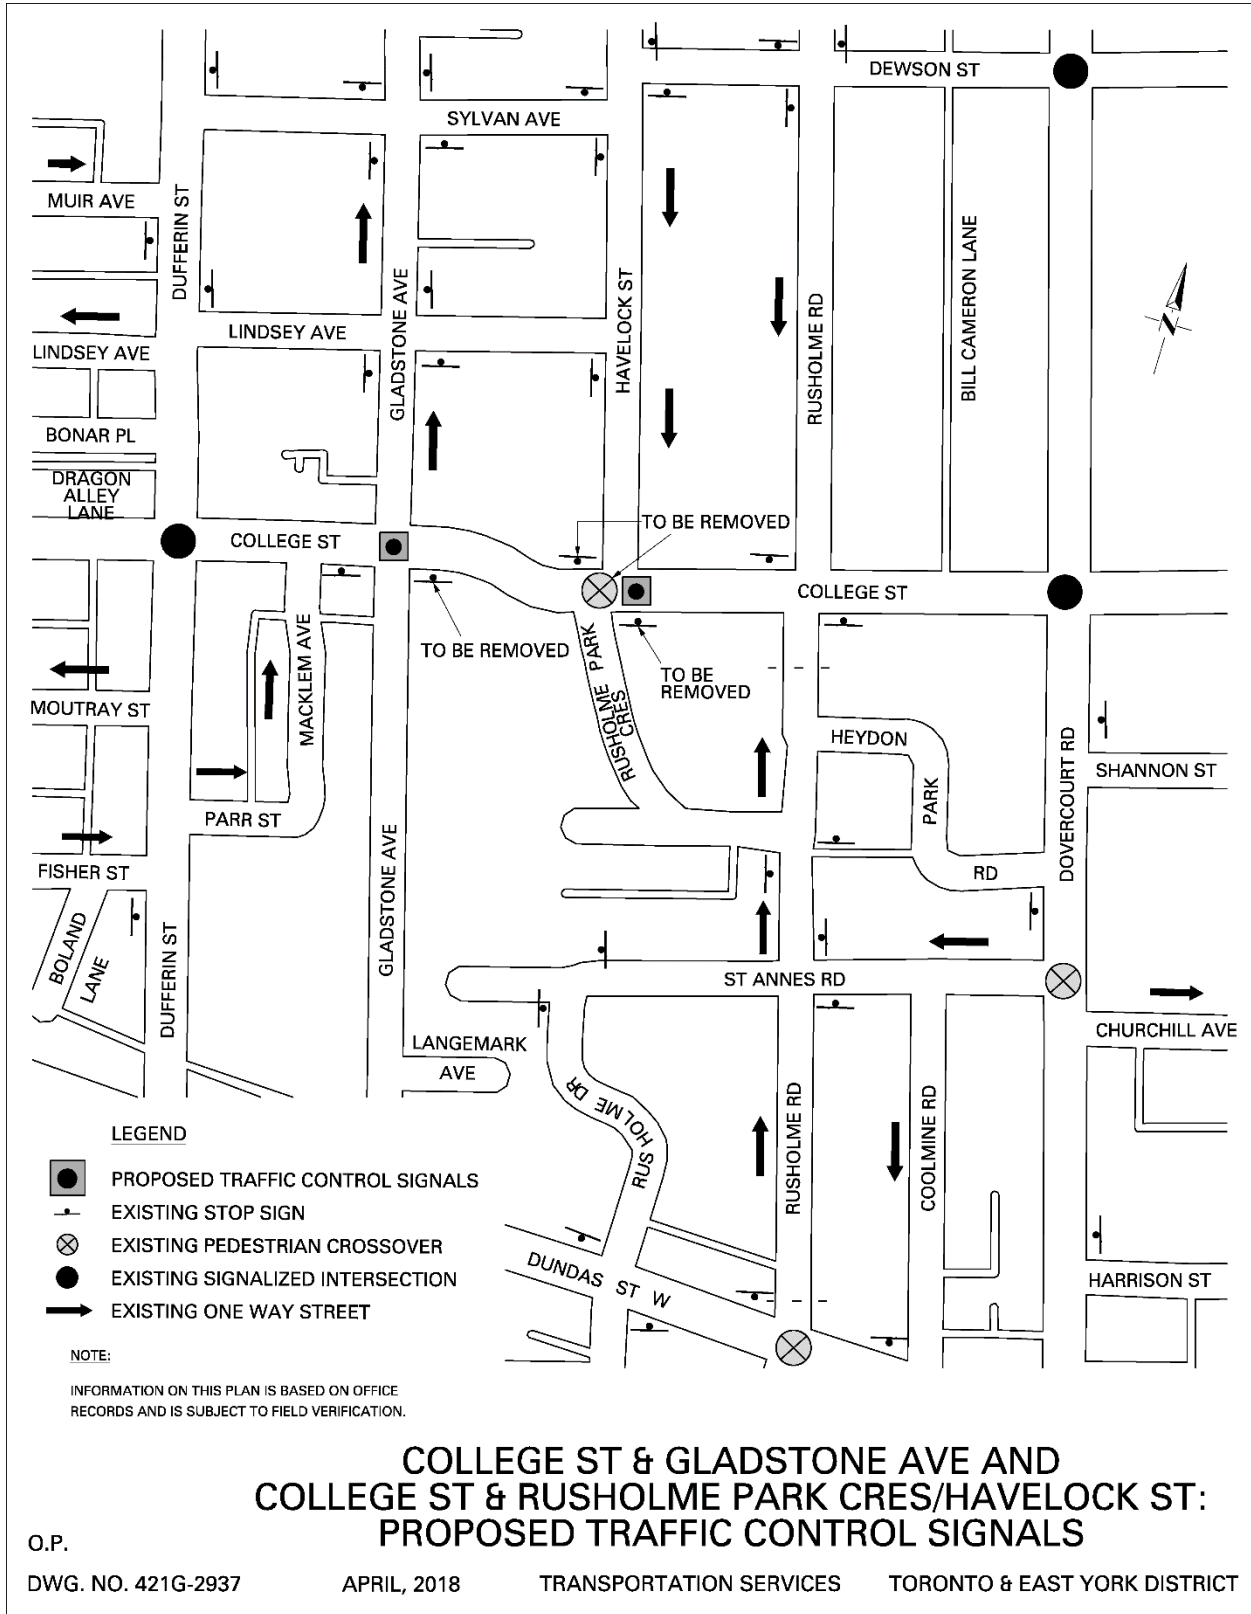 DEWSON ST
SYLVAN AVE
MUIR AVE
DUFFERIN ST
GLADSTONE AVE
HAVELOCK ST
RUSHOLME RD
BILL CAMERON LANE
N
LINDSEY AVE
LINDSEY AVE
BONAR PL
DRAGON
ALLEY
LANE
TO BE REMOVED
COLLEGE ST
COLLEGE ST
TO BE REMOVED
TO BE
REMOVED
RUSHOLME PARK
CRES
MACKLEM AVE
MOUTRAY ST
HEYDON
PARK
RD
DOVERCOURT RD
SHANNON ST
PARR ST
GLADSTONE AVE
FISHER ST
BOLAND
LANE
DUFFERIN ST
ST ANNES RD
CHURCHILL AVE
LANGEMARK
AVE
RUSHOLME DR
RUSHOLME RD
COOLMINE RD
DUNDAS ST W
HARRISON ST
LEGEND
PROPOSED TRAFFIC CONTROL SIGNALS
EXISTING STOP SIGN
EXISTING PEDESTRIAN CROSSOVER
EXISTING SIGNALIZED INTERSECTION
EXISTING ONE WAY STREET
NOTE:
INFORMATION ON THIS PLAN IS BASED ON OFFICE
RECORDS AND IS SUBJECT TO FIELD VERIFICATION.
COLLEGE ST & GLADSTONE AVE AND
COLLEGE ST & RUSHOLME PARK CRES/HAVELOCK ST:
PROPOSED TRAFFIC CONTROL SIGNALS
O.P.
DWG. NO. 421G-2937 APRIL, 2018 TRANSPORTATION SERVICES TORONTO & EAST YORK DISTRICT